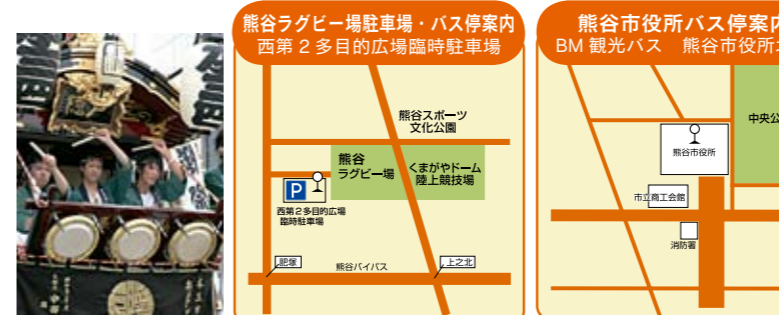 熊谷ラグビー場駐車場・バス停案内
西第2多目的広場臨時駐車場
熊谷スポーツ
文化公園
熊谷
ラグビー場
くまがやドーム
陸上競技場
P
西第2多目的広場
臨時駐車場
肥塚
熊谷バイパス
上之北
熊谷市役所バス停案内
BM観光バス 熊谷市役所
中央公
熊谷市役所
市立商工会館
消防署